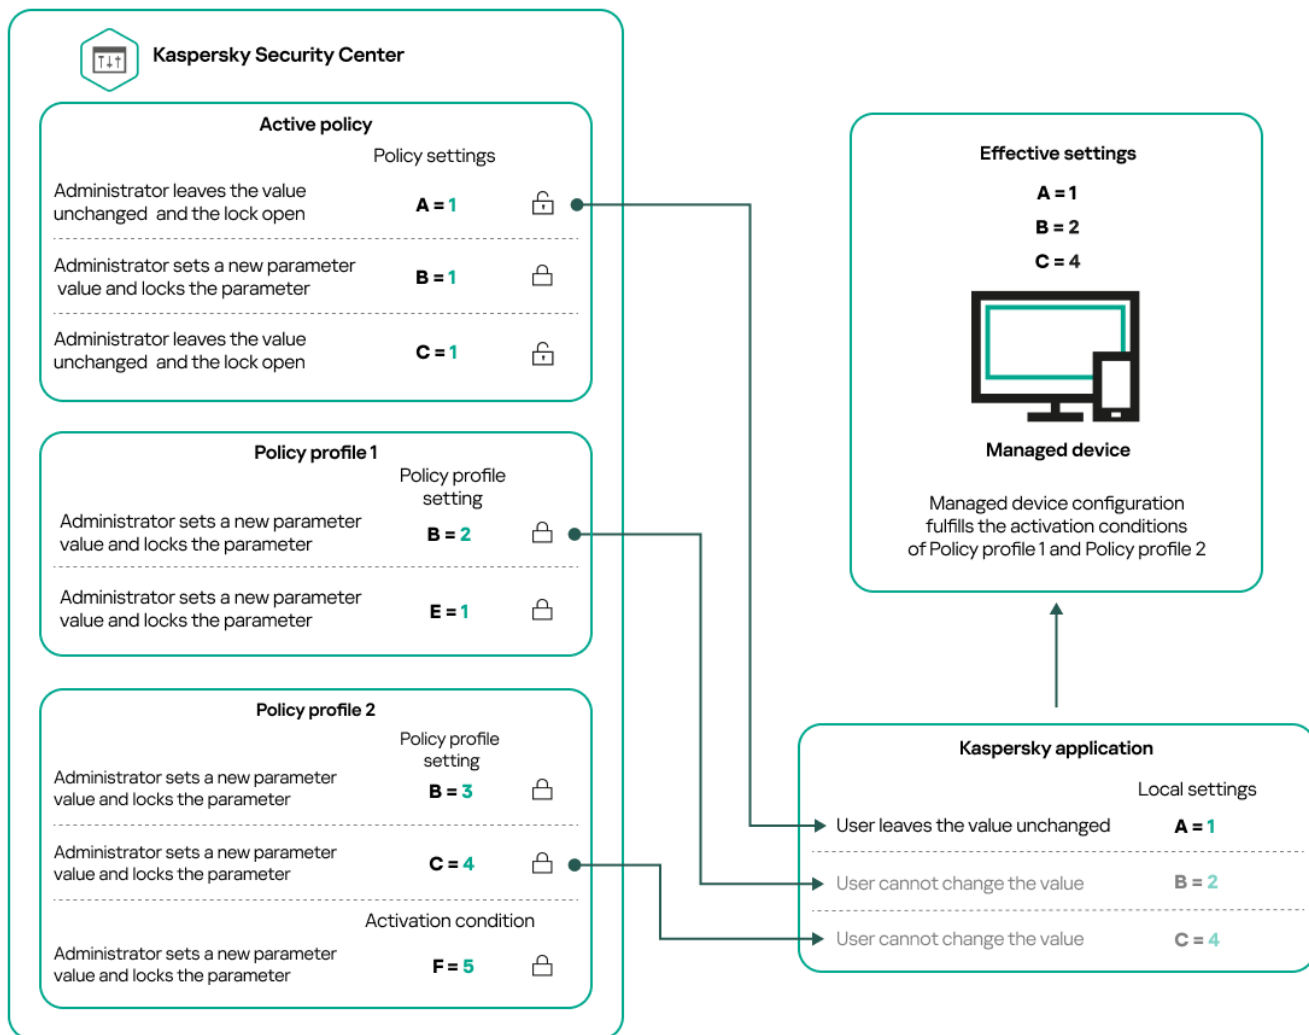 Kaspersky Security Center
Active policy
Policy settings
Administrator leaves the value
unchanged and the lock open
A = 1
Administrator sets a new parameter
value and locks the parameter
B = 1
Administrator leaves the value
unchanged and the lock open
C = 1
Policy profile 1
Policy profile
setting
Administrator sets a new parameter
value and locks the parameter
B = 2
Administrator sets a new parameter
value and locks the parameter
E = 1
Policy profile 2
Policy profile
setting
Administrator sets a new parameter
value and locks the parameter
B = 3
Administrator sets a new parameter
value and locks the parameter
C = 4
Activation condition
Administrator sets a new parameter
value and locks the parameter
F = 5
Effective settings
A = 1
B = 2
C = 4
Managed device
Managed device configuration
fulfills the activation conditions
of Policy profile 1 and Policy profile 2
Kaspersky application
Local settings
User leaves the value unchanged
A = 1
User cannot change the value
B = 2
User cannot change the value
C = 4